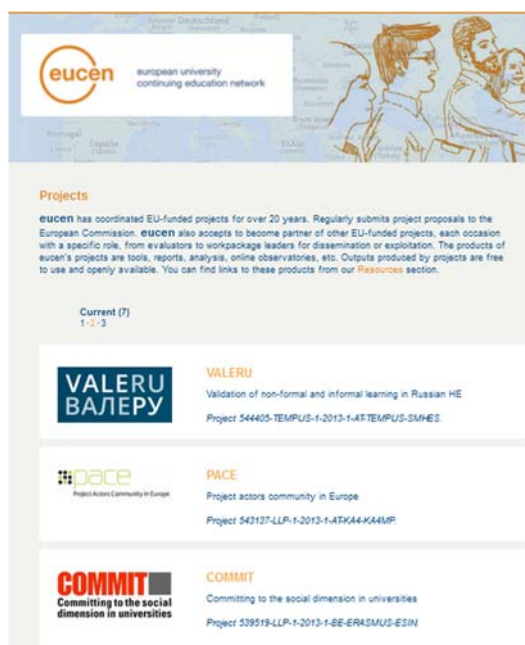 eucen
european university
continuing education network
Projects
eucen has coordinated EU-funded projects for over 20 years. Regularly submits project proposals to the
European Commission. eucen also accepts to become partner of other EU-funded projects, each occasion
with a specific role, from evaluators to workpackage leaders for dissemination or exploitation. The products of
eucen's projects are tools, reports, analysis, online observatories, etc. Outputs produced by projects are free
to use and openly available. You can find links to these products from our Resources section.
Current (7)
1-2-3
VALERU
ВАЛЕРУ
VALERU
Validation of non-formal and informal learning in Russian HE
Project 544405-TEMPUS-1-2013-1-AT-TEMPUS-SMHES.
pace
Project Actors Community in Europe
PACE
Project actors community in Europe
Project 543137-LLP-1-2013-1-AT-KA4-KA4MP.
COMMIT
Committing to the social
dimension in universities
COMMIT
Committing to the social dimension in universities
Project 539519-LLP-1-2013-1-BE-ERASMUS-ESIN.